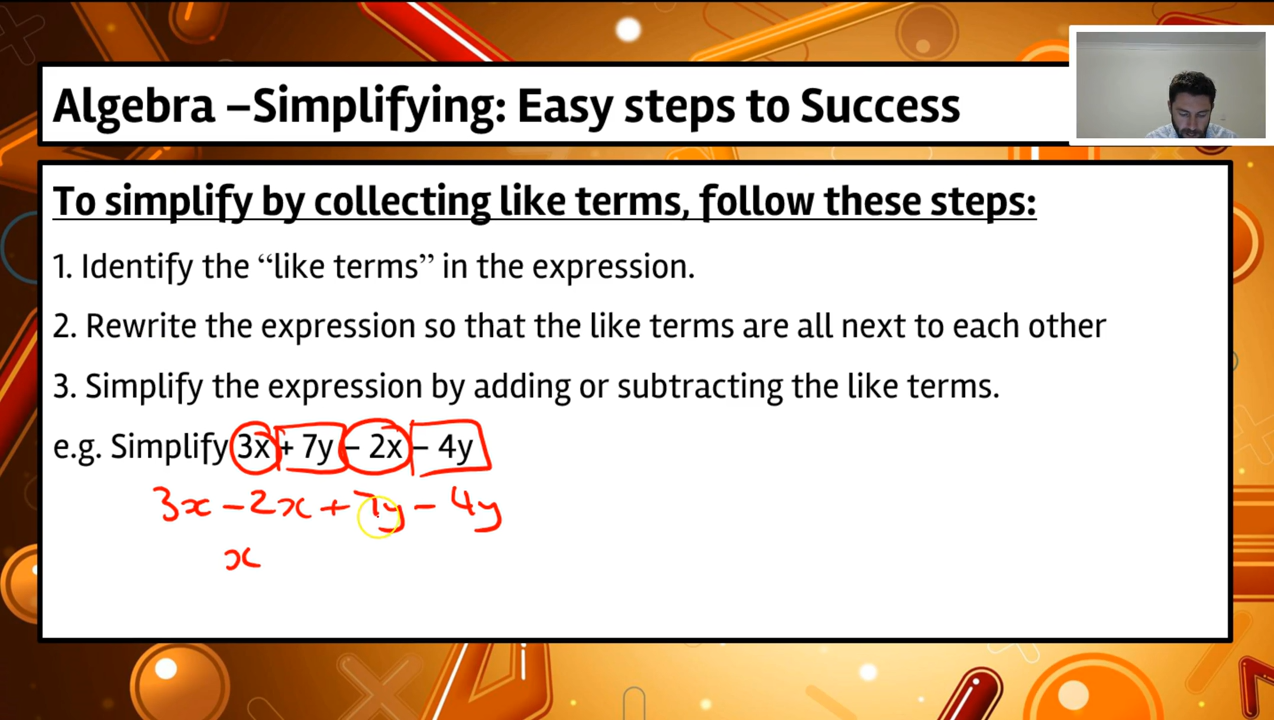 Algebra –Simplifying: Easy steps to Success
To simplify by collecting like terms, follow these steps:
1. Identify the “like terms” in the expression.
2. Rewrite the expression so that the like terms are all next to each other
3. Simplify the expression by adding or subtracting the like terms.
e.g. Simplify 3x + 7y – 2x – 4y
3x – 2x + 7y – 4y
x